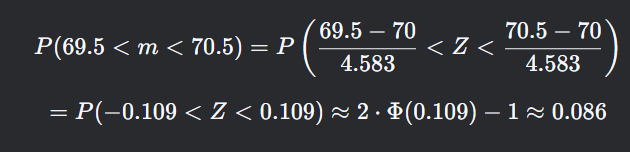 P(69.5 < m < 70.5) = P((69.5 − 70)/4.583 < Z < (70.5 − 70)/4.583)
= P(−0.109 < Z < 0.109) ≈ 2 · Φ(0.109) − 1 ≈ 0.086